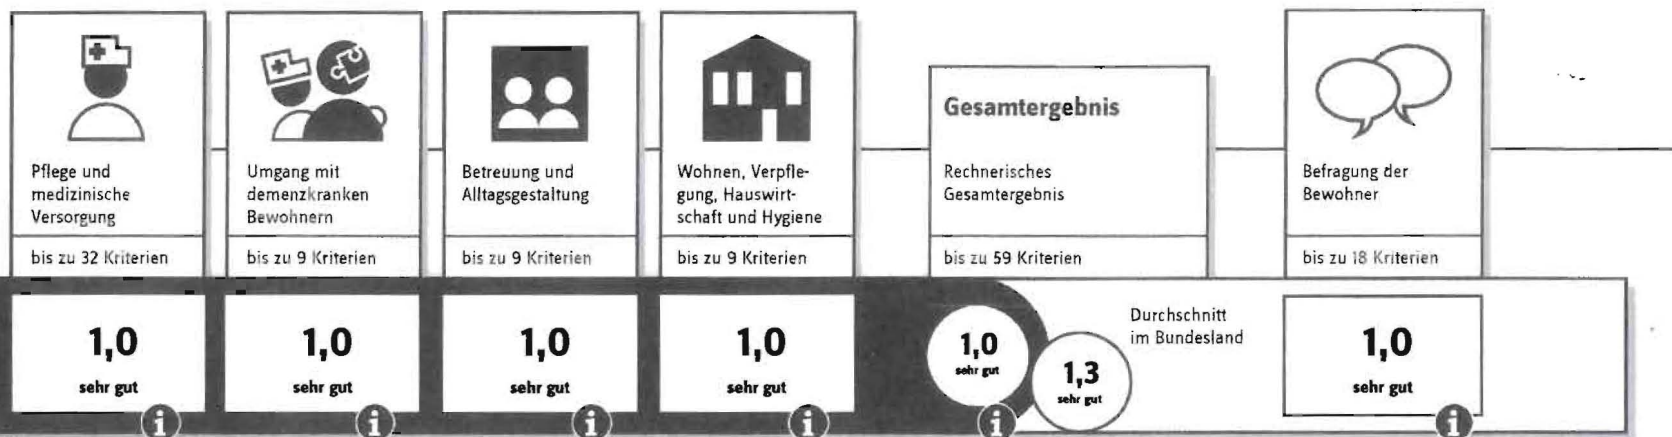 Pflege und
medizinische
Versorgung
bis zu 32 Kriterien
1,0
sehr gut
i
Umgang mit
demenzkranken
Bewohnern
bis zu 9 Kriterien
1,0
sehr gut
i
Betreuung und
Alltagsgestaltung
bis zu 9 Kriterien
1,0
sehr gut
i
Wohnen, Verpfle-
gung, Hauswirt-
schaft und Hygiene
bis zu 9 Kriterien
1,0
sehr gut
i
Gesamtergebnis
Rechnerisches
Gesamtergebnis
bis zu 59 Kriterien
1,0
sehr gut
i
1,3
sehr gut
Durchschnitt
im Bundesland
Befragung der
Bewohner
bis zu 18 Kriterien
1,0
sehr gut
i